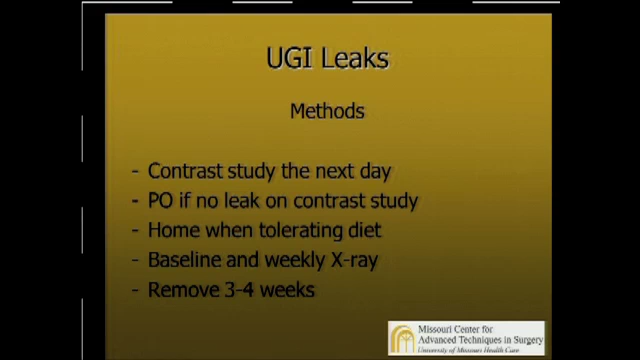 UGI Leaks
Methods
- Contrast study the next day
- PO if no leak on contrast study
- Home when tolerating diet
- Baseline and weekly X-ray
- Remove 3-4 weeks
Missouri Center for
Advanced Techniques in Surgery
University of Missouri Health Care